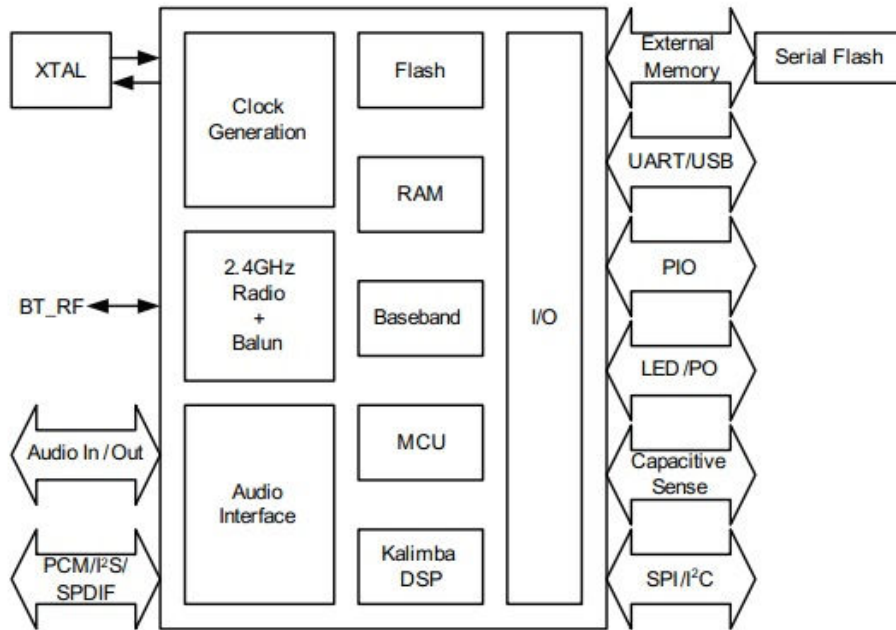 XTAL
Clock
Generation
Flash
External
Memory
Serial Flash
RAM
UART/USB
BT_RF
2.4GHz
Radio
+
Balun
Baseband
I/O
PIO
LED/PO
Audio In/Out
MCU
Capacitive
Sense
Audio
Interface
PCM/I²S/
SPDIF
Kalimba
DSP
SPI/I²C